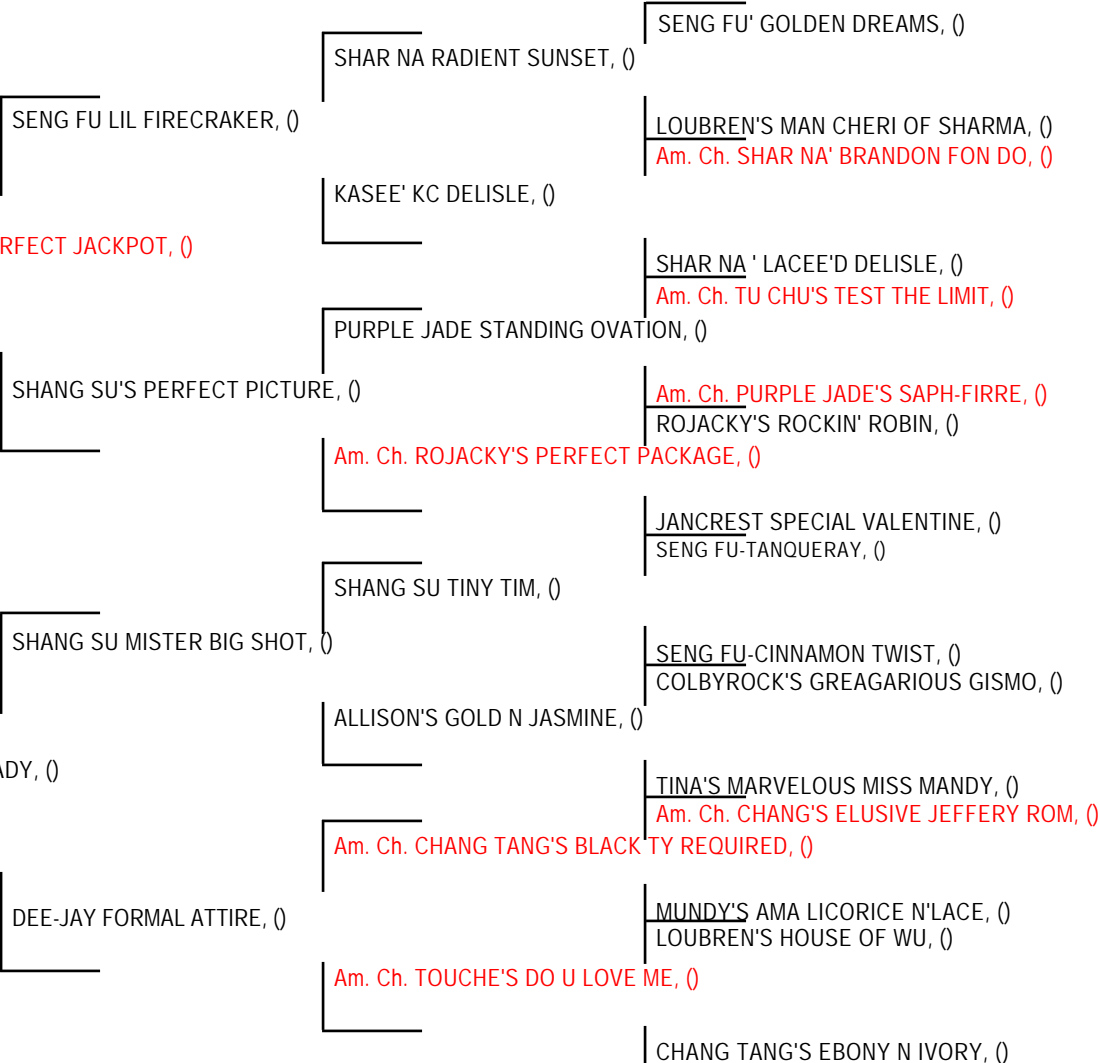 SENG FU' GOLDEN DREAMS, ()
SHAR NA RADIENT SUNSET, ()
SENG FU LIL FIRECRAKER, ()
LOUBREN'S MAN CHERI OF SHARMA, ()
Am. Ch. SHAR NA' BRANDON FON DO, ()
KASEE' KC DELISLE, ()
RFECT JACKPOT, ()
SHAR NA ' LACEE'D DELISLE, ()
Am. Ch. TU CHU'S TEST THE LIMIT, ()
PURPLE JADE STANDING OVATION, ()
SHANG SU'S PERFECT PICTURE, ()
Am. Ch. PURPLE JADE'S SAPH-FIRRE, ()
ROJACKY'S ROCKIN' ROBIN, ()
Am. Ch. ROJACKY'S PERFECT PACKAGE, ()
JANCREST SPECIAL VALENTINE, ()
SENG FU-TANQUERAY, ()
SHANG SU TINY TIM, ()
SHANG SU MISTER BIG SHOT, ()
SENG FU-CINNAMON TWIST, ()
COLBYROCK'S GREAGARIOUS GISMO, ()
ALLISON'S GOLD N JASMINE, ()
ADY, ()
TINA'S MARVELOUS MISS MANDY, ()
Am. Ch. CHANG'S ELUSIVE JEFFERY ROM, ()
Am. Ch. CHANG TANG'S BLACK TY REQUIRED, ()
DEE-JAY FORMAL ATTIRE, ()
MUNDY'S AMA LICORICE N'LACE, ()
LOUBREN'S HOUSE OF WU, ()
Am. Ch. TOUCHE'S DO U LOVE ME, ()
CHANG TANG'S EBONY N IVORY, ()